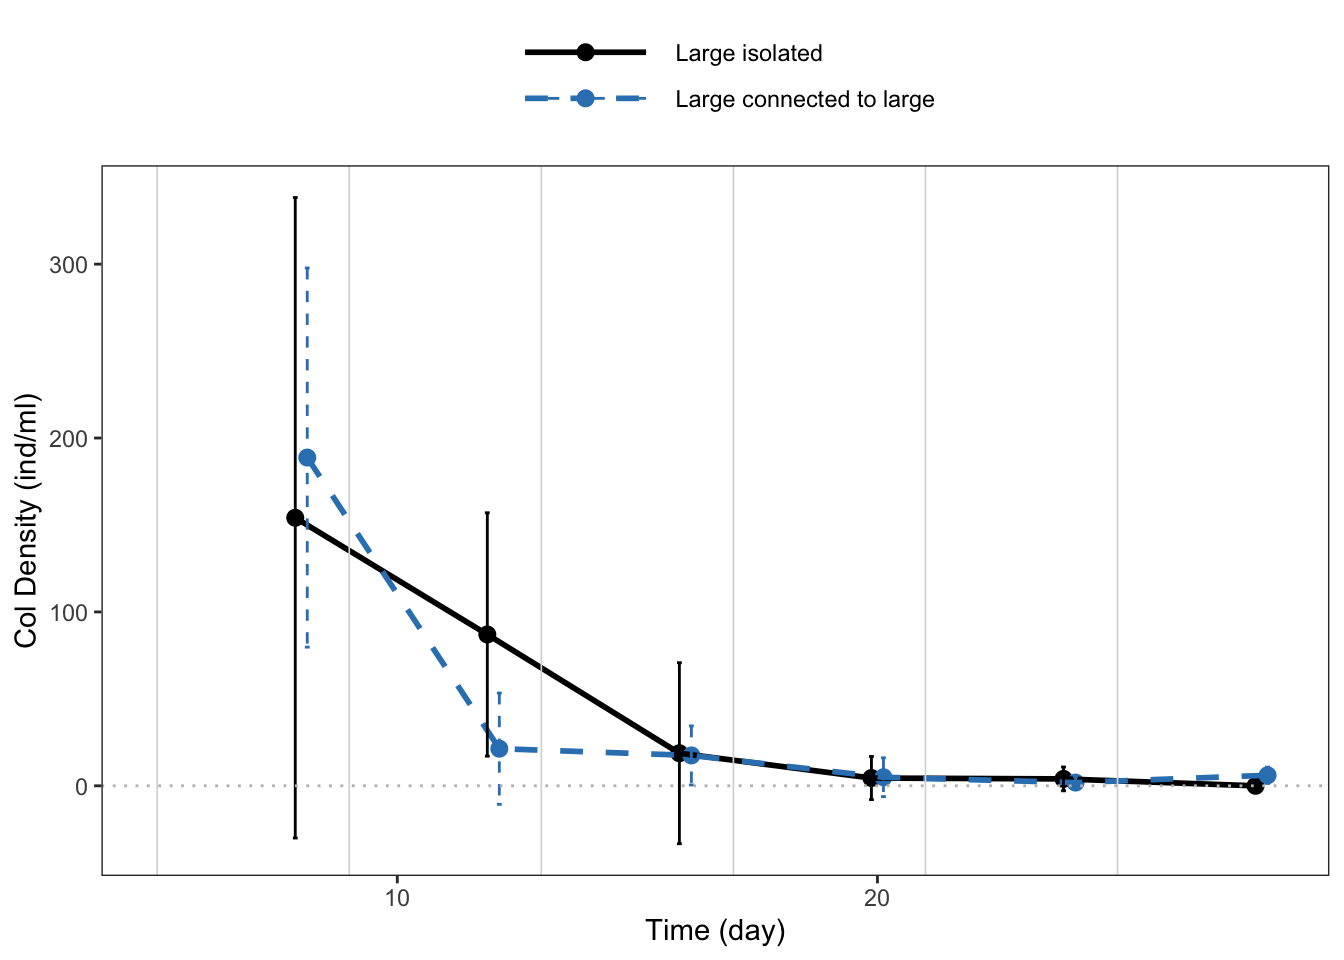 Large isolated
Large connected to large
300
200
100
0
Col Density (ind/ml)
10
20
Time (day)